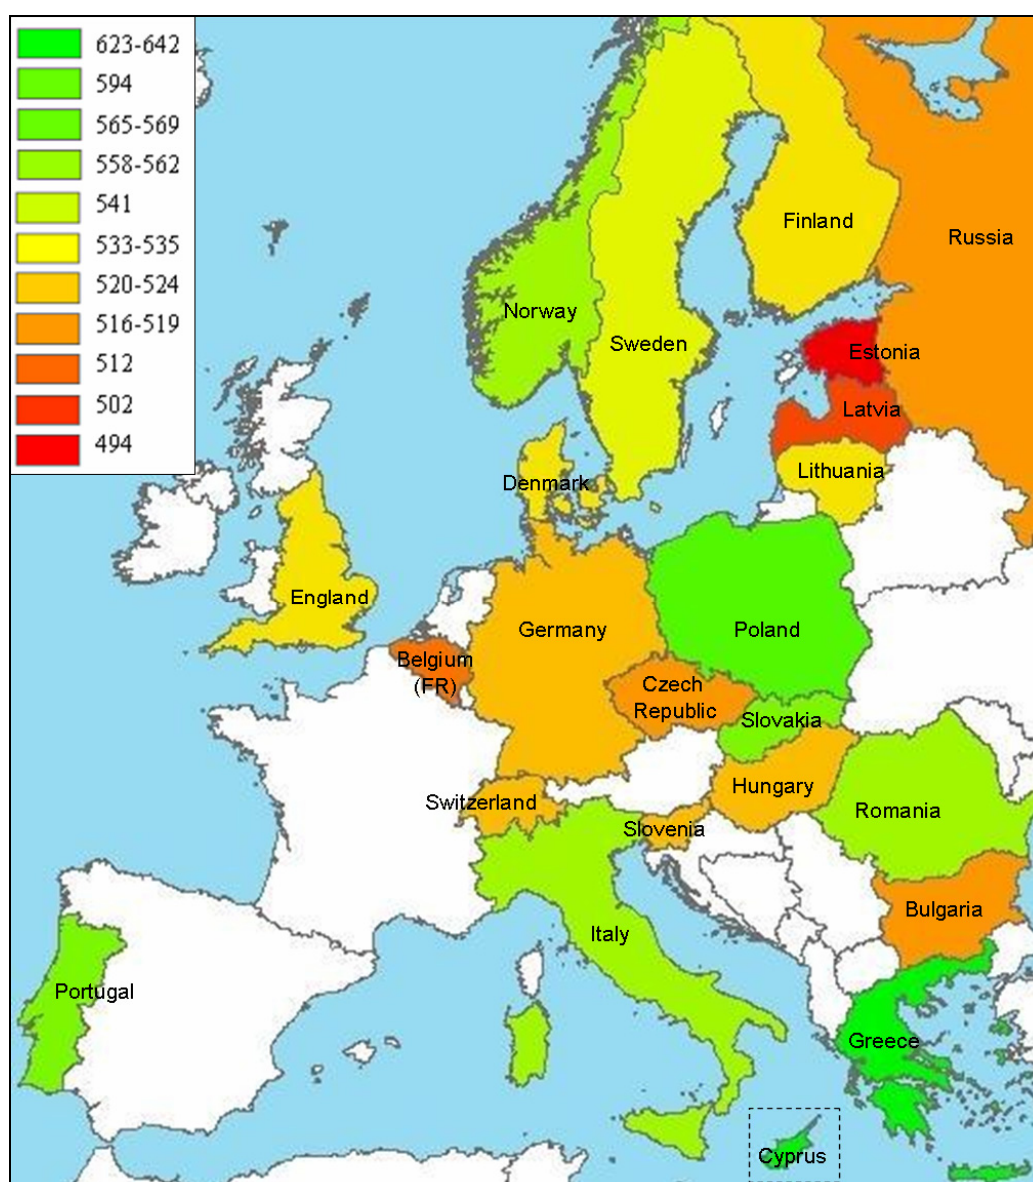 623-642
594
565-569
558-562
541
533-535
520-524
516-519
512
502
494
Finland
Russia
Norway
Sweden
Estonia
Latvia
Lithuania
Denmark
England
Germany
Poland
Belgium
(FR)
Czech
Republic
Slovakia
Hungary
Switzerland
Romania
Slovenia
Bulgaria
Italy
Portugal
Greece
Cyprus